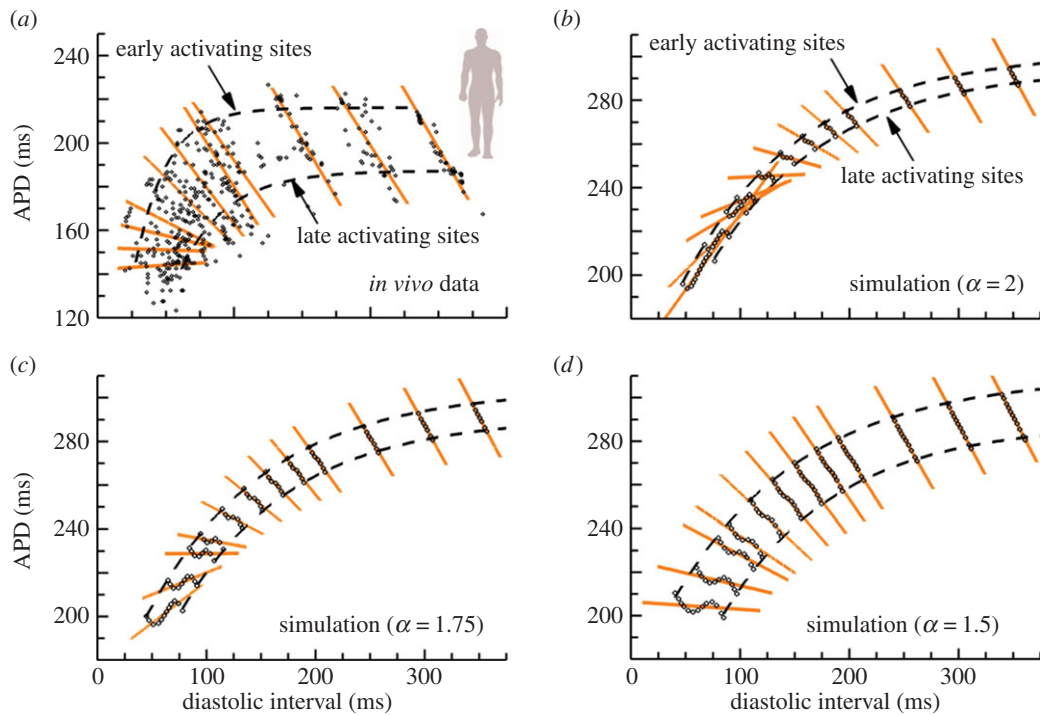 (a)
240
200
160
120
APD (ms)
early activating sites
late activating sites
in vivo data
(b)
280
240
200
early activating sites
late activating sites
simulation (α = 2)
(c)
280
240
200
APD (ms)
simulation (α = 1.75)
0 100 200 300
diastolic interval (ms)
(d)
280
240
200
simulation (α = 1.5)
0 100 200 300
diastolic interval (ms)